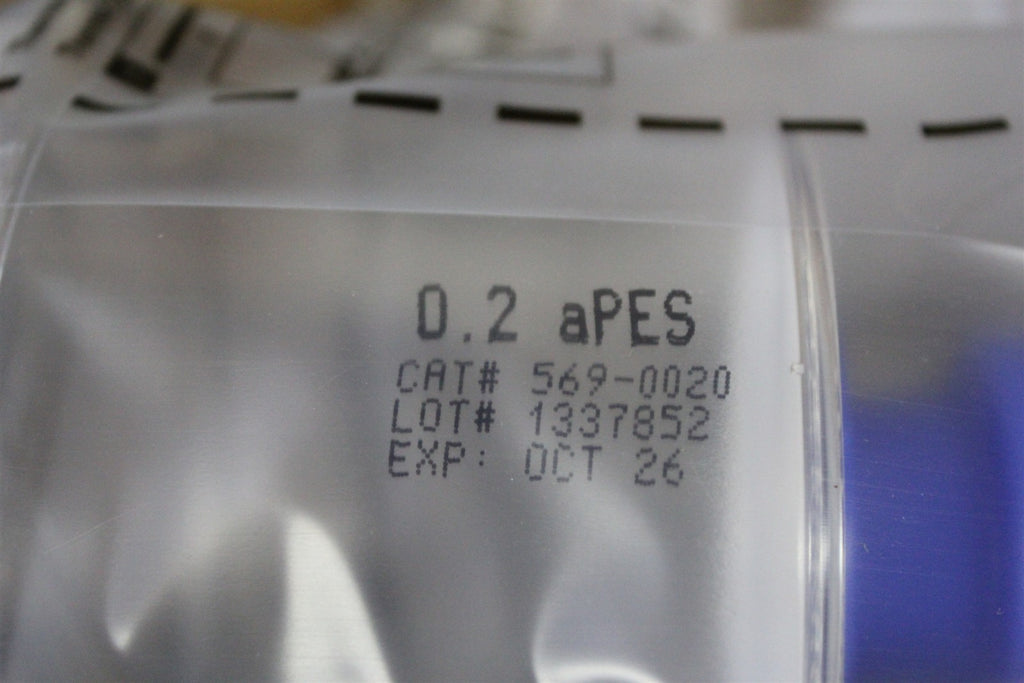 0.2 aPES
CAT# 569-0020
LOT# 1337852
EXP: OCT 26